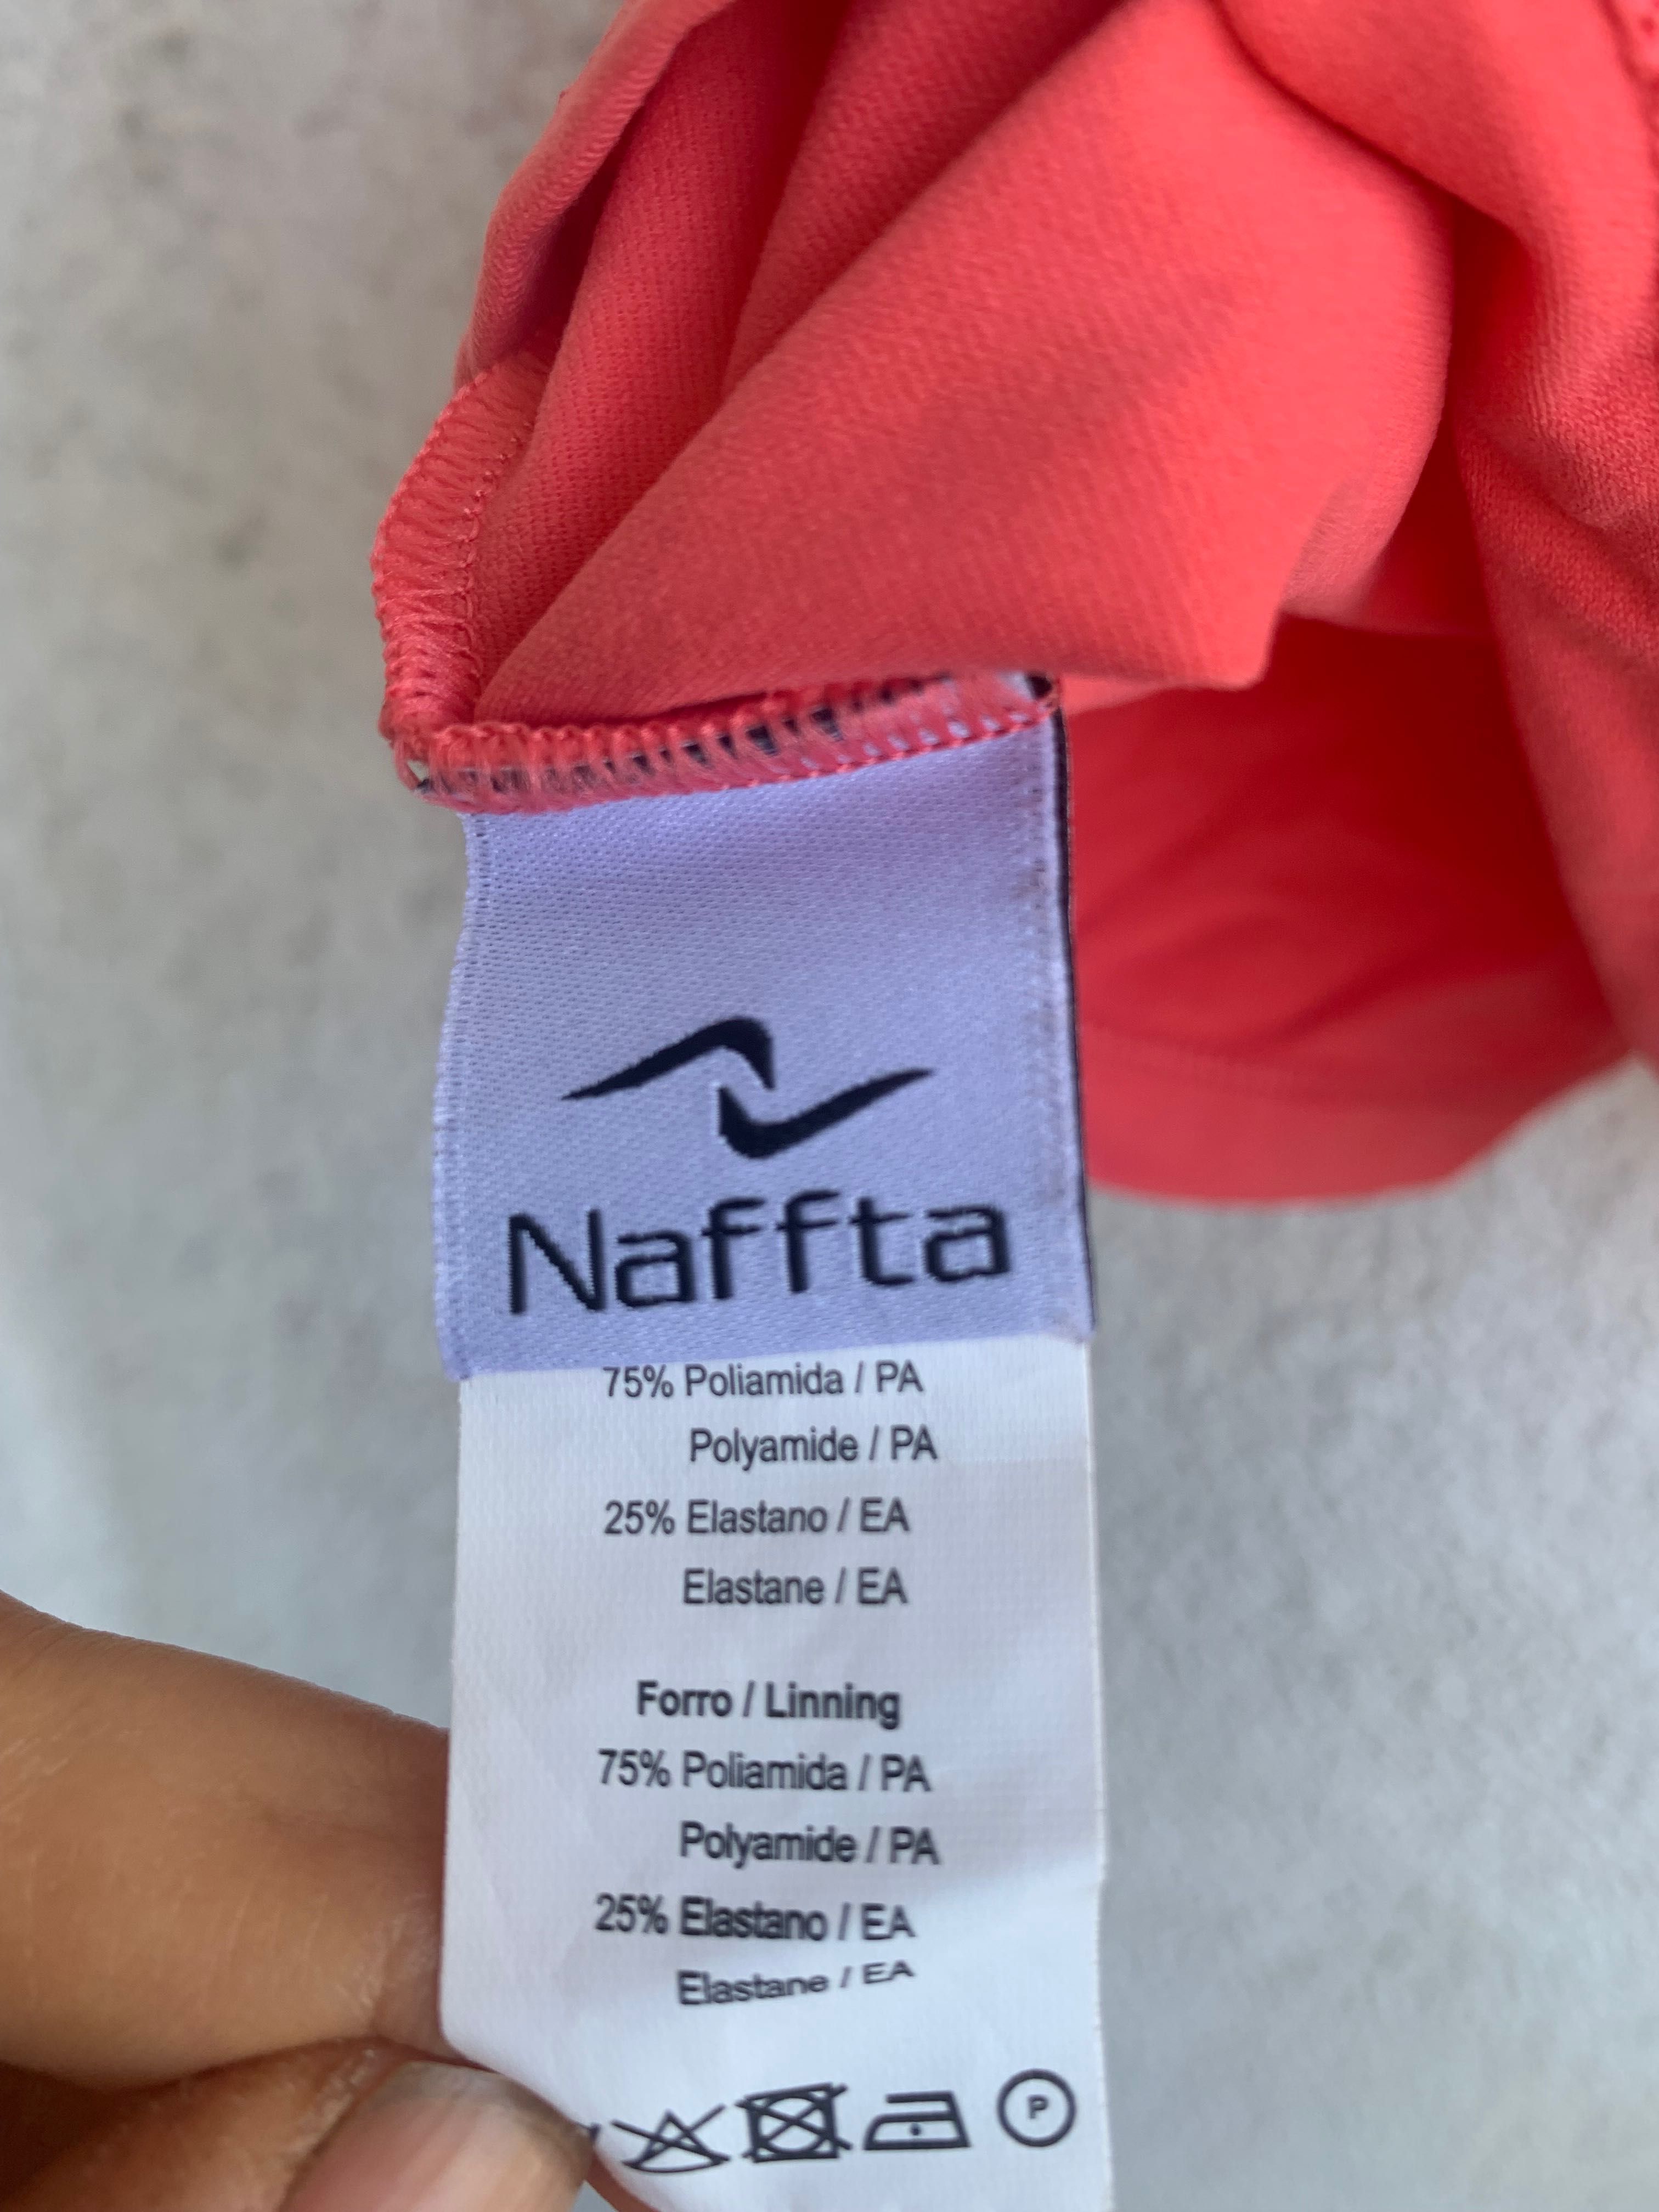 Naffta
75% Poliamida / PA
Polyamide / PA
25% Elastano / EA
Elastane / EA
Forro / Linning
75% Poliamida / PA
Polyamide / PA
25% Elastano / EA
Elastane / EA
P